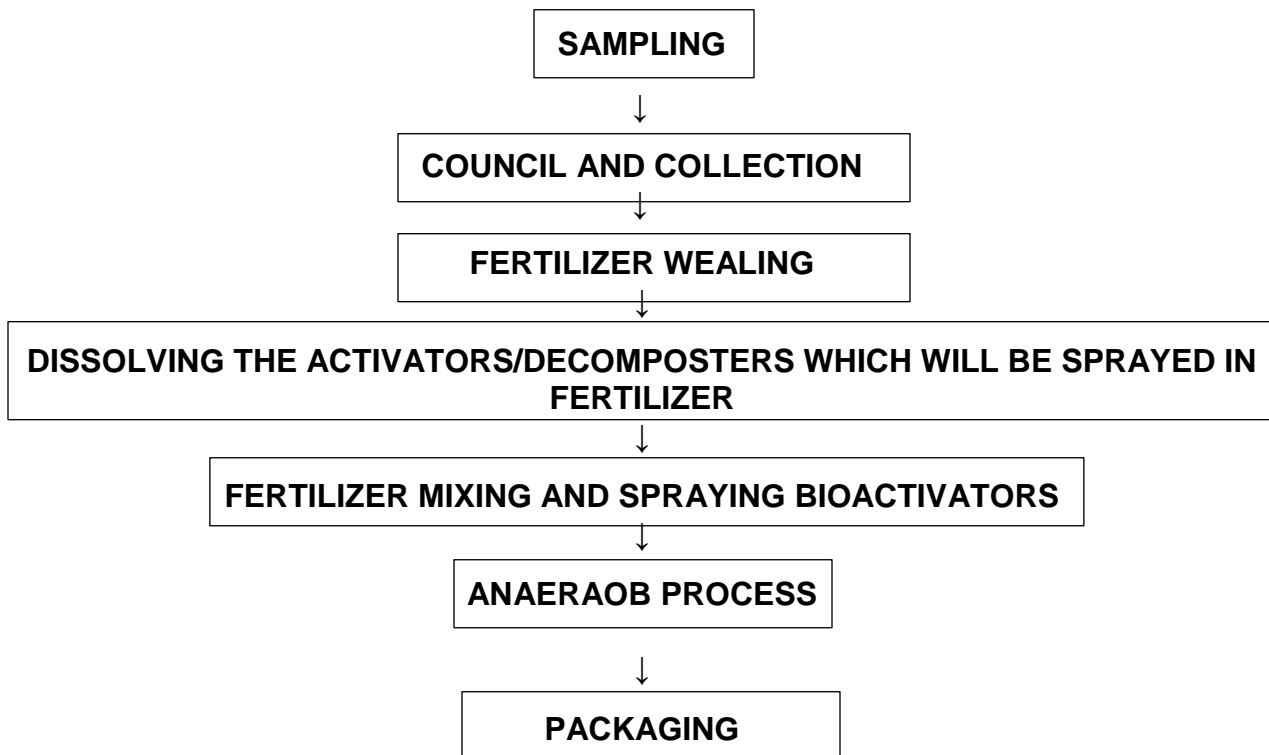 SAMPLING
↓
COUNCIL AND COLLECTION
↓
FERTILIZER WEALING
↓
DISSOLVING THE ACTIVATORS/DECOMPOSTERS WHICH WILL BE SPRAYED IN
FERTILIZER
↓
FERTILIZER MIXING AND SPRAYING BIOACTIVATORS
↓
ANAERAOB PROCESS
↓
PACKAGING